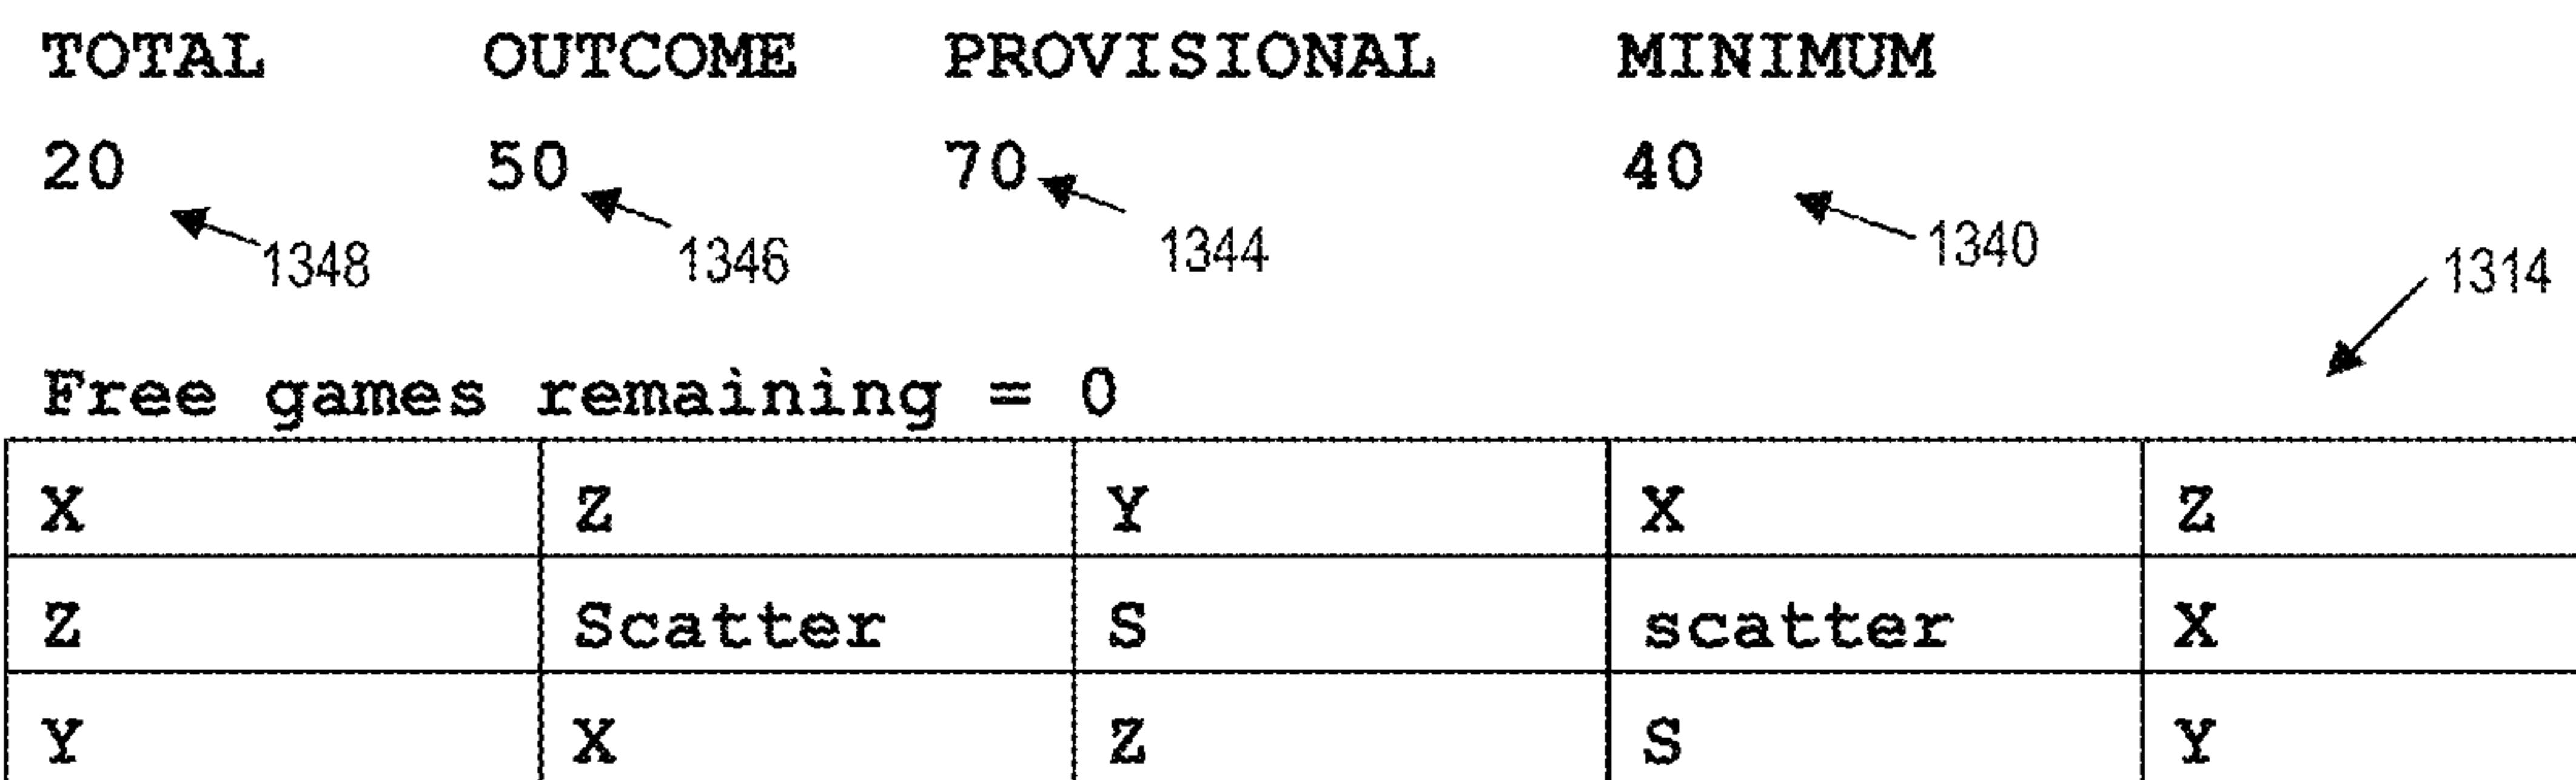 TOTAL OUTCOME PROVISIONAL MINIMUM
20 50 70 40
1348 1346 1344 1340 1314
Free games remaining = 0
X Z Y X Z
Z Scatter S scatter X
Y X Z S Y